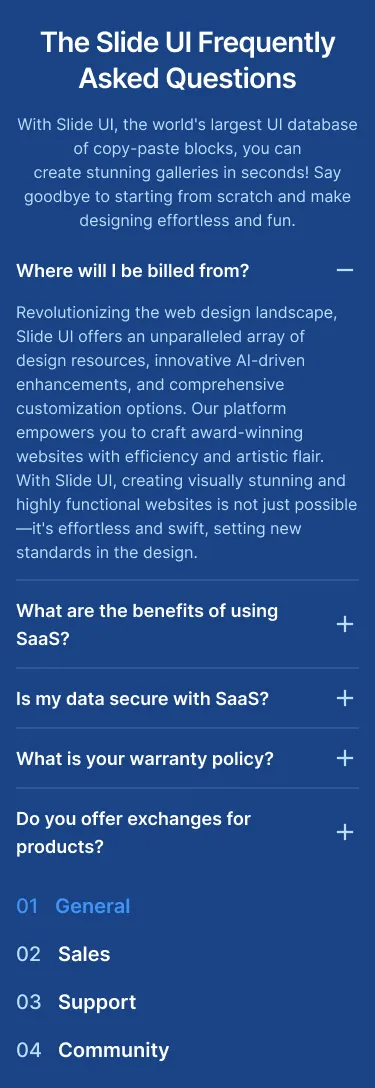 The Slide UI Frequently
Asked Questions
With Slide UI, the world's largest UI database
of copy-paste blocks, you can
create stunning galleries in seconds! Say
goodbye to starting from scratch and make
designing effortless and fun.
Where will I be billed from?
Revolutionizing the web design landscape,
Slide UI offers an unparalleled array of
design resources, innovative AI-driven
enhancements, and comprehensive
customization options. Our platform
empowers you to craft award-winning
websites with efficiency and artistic flair.
With Slide UI, creating visually stunning and
highly functional websites is not just possible
—it's effortless and swift, setting new
standards in the design.
What are the benefits of using
SaaS?
Is my data secure with SaaS?
What is your warranty policy?
Do you offer exchanges for
products?
01 General
02 Sales
03 Support
04 Community